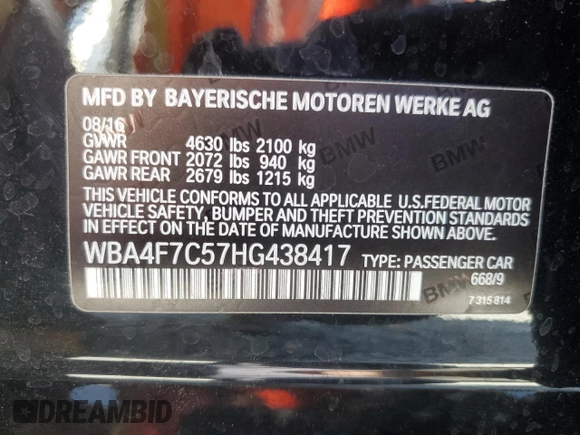 MFD BY BAYERISCHE MOTOREN WERKE AG
08/16
GVWR 4630 lbs 2100 kg
GAWR FRONT 2072 lbs 940 kg
GAWR REAR 2679 lbs 1215 kg
THIS VEHICLE CONFORMS TO ALL APPLICABLE U.S.FEDERAL MOTOR
VEHICLE SAFETY, BUMPER AND THEFT PREVENTION STANDARDS
IN EFFECT ON THE DATE OF MANUFACTURE SHOWN ABOVE.
WBA4F7C57HG438417 TYPE: PASSENGER CAR
668/9
7 315 814
BMW
BMW
BMW
DREAMBID